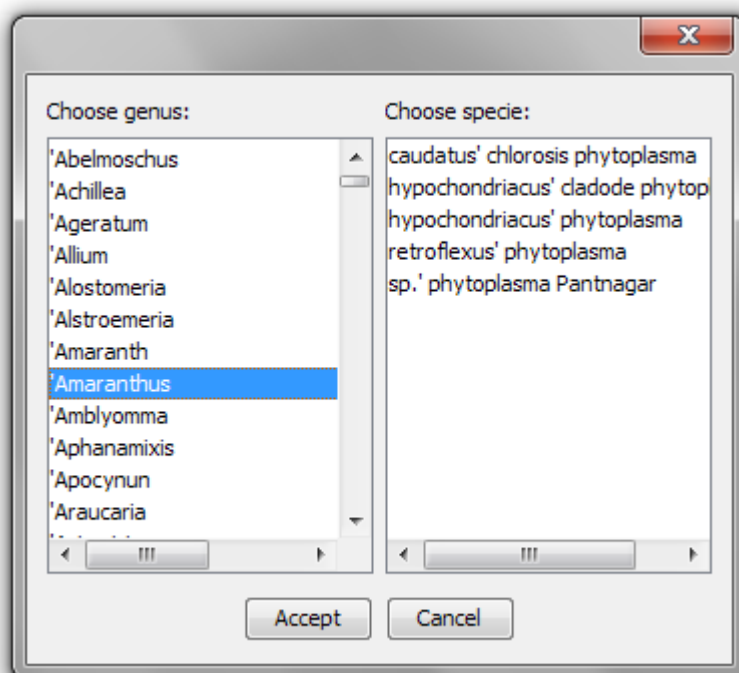 Choose genus:
'Abelmoschus
'Achillea
'Ageratum
'Allium
'Alostomeria
'Alstroemeria
'Amaranth
'Amaranthus
'Amblyomma
'Aphanamixis
'Apocynun
'Araucaria
Choose specie:
caudatus' chlorosis phytoplasma
hypochondriacus' cladode phytopl
hypochondriacus' phytoplasma
retroflexus' phytoplasma
sp.' phytoplasma Pantnagar
Accept
Cancel